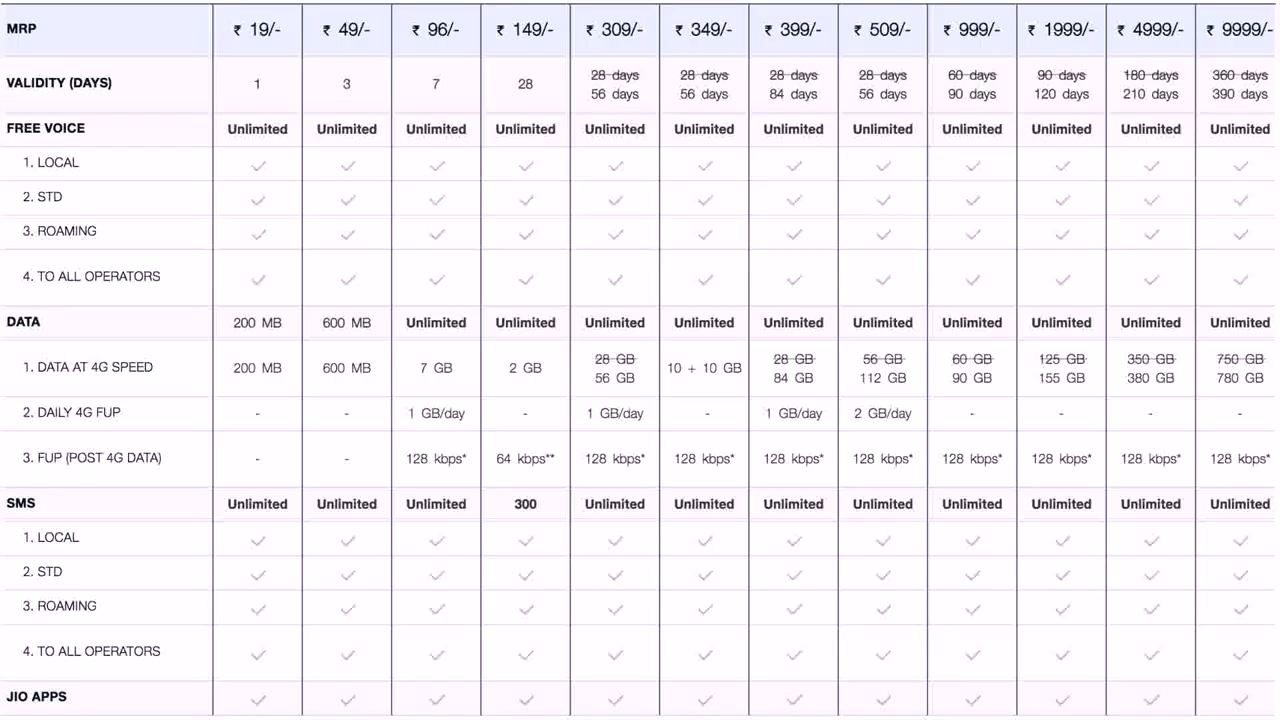 MRP ₹ 19/- ₹ 49/- ₹ 96/- ₹ 149/- ₹ 309/- ₹ 349/- ₹ 399/- ₹ 509/- ₹ 999/- ₹ 1999/- ₹ 4999/- ₹ 9999/-
28 days 28 days 28 days 28 days 60 days 90 days 180 days 360 days
VALIDITY (DAYS) 1 3 7 28
56 days 56 days 84 days 56 days 90 days 120 days 210 days 390 days
FREE VOICE Unlimited Unlimited Unlimited Unlimited Unlimited Unlimited Unlimited Unlimited Unlimited Unlimited Unlimited Unlimited
1. LOCAL
2. STD
3. ROAMING
4. TO ALL OPERATORS
DATA 200 MB 600 MB Unlimited Unlimited Unlimited Unlimited Unlimited Unlimited Unlimited Unlimited Unlimited Unlimited
28 GB 28 GB 56 GB 60 GB 125 GB 350 GB 750 GB
1. DATA AT 4G SPEED 200 MB 600 MB 7 GB 2 GB 10 + 10 GB
56 GB 84 GB 112 GB 90 GB 155 GB 380 GB 780 GB
2. DAILY 4G FUP - - 1 GB/day - 1 GB/day - 1 GB/day 2 GB/day - - - -
3. FUP (POST 4G DATA) - - 128 kbps* 64 kbps** 128 kbps* 128 kbps* 128 kbps* 128 kbps* 128 kbps* 128 kbps* 128 kbps* 128 kbps*
SMS Unlimited Unlimited Unlimited 300 Unlimited Unlimited Unlimited Unlimited Unlimited Unlimited Unlimited Unlimited
1. LOCAL
2. STD
3. ROAMING
4. TO ALL OPERATORS
JIO APPS